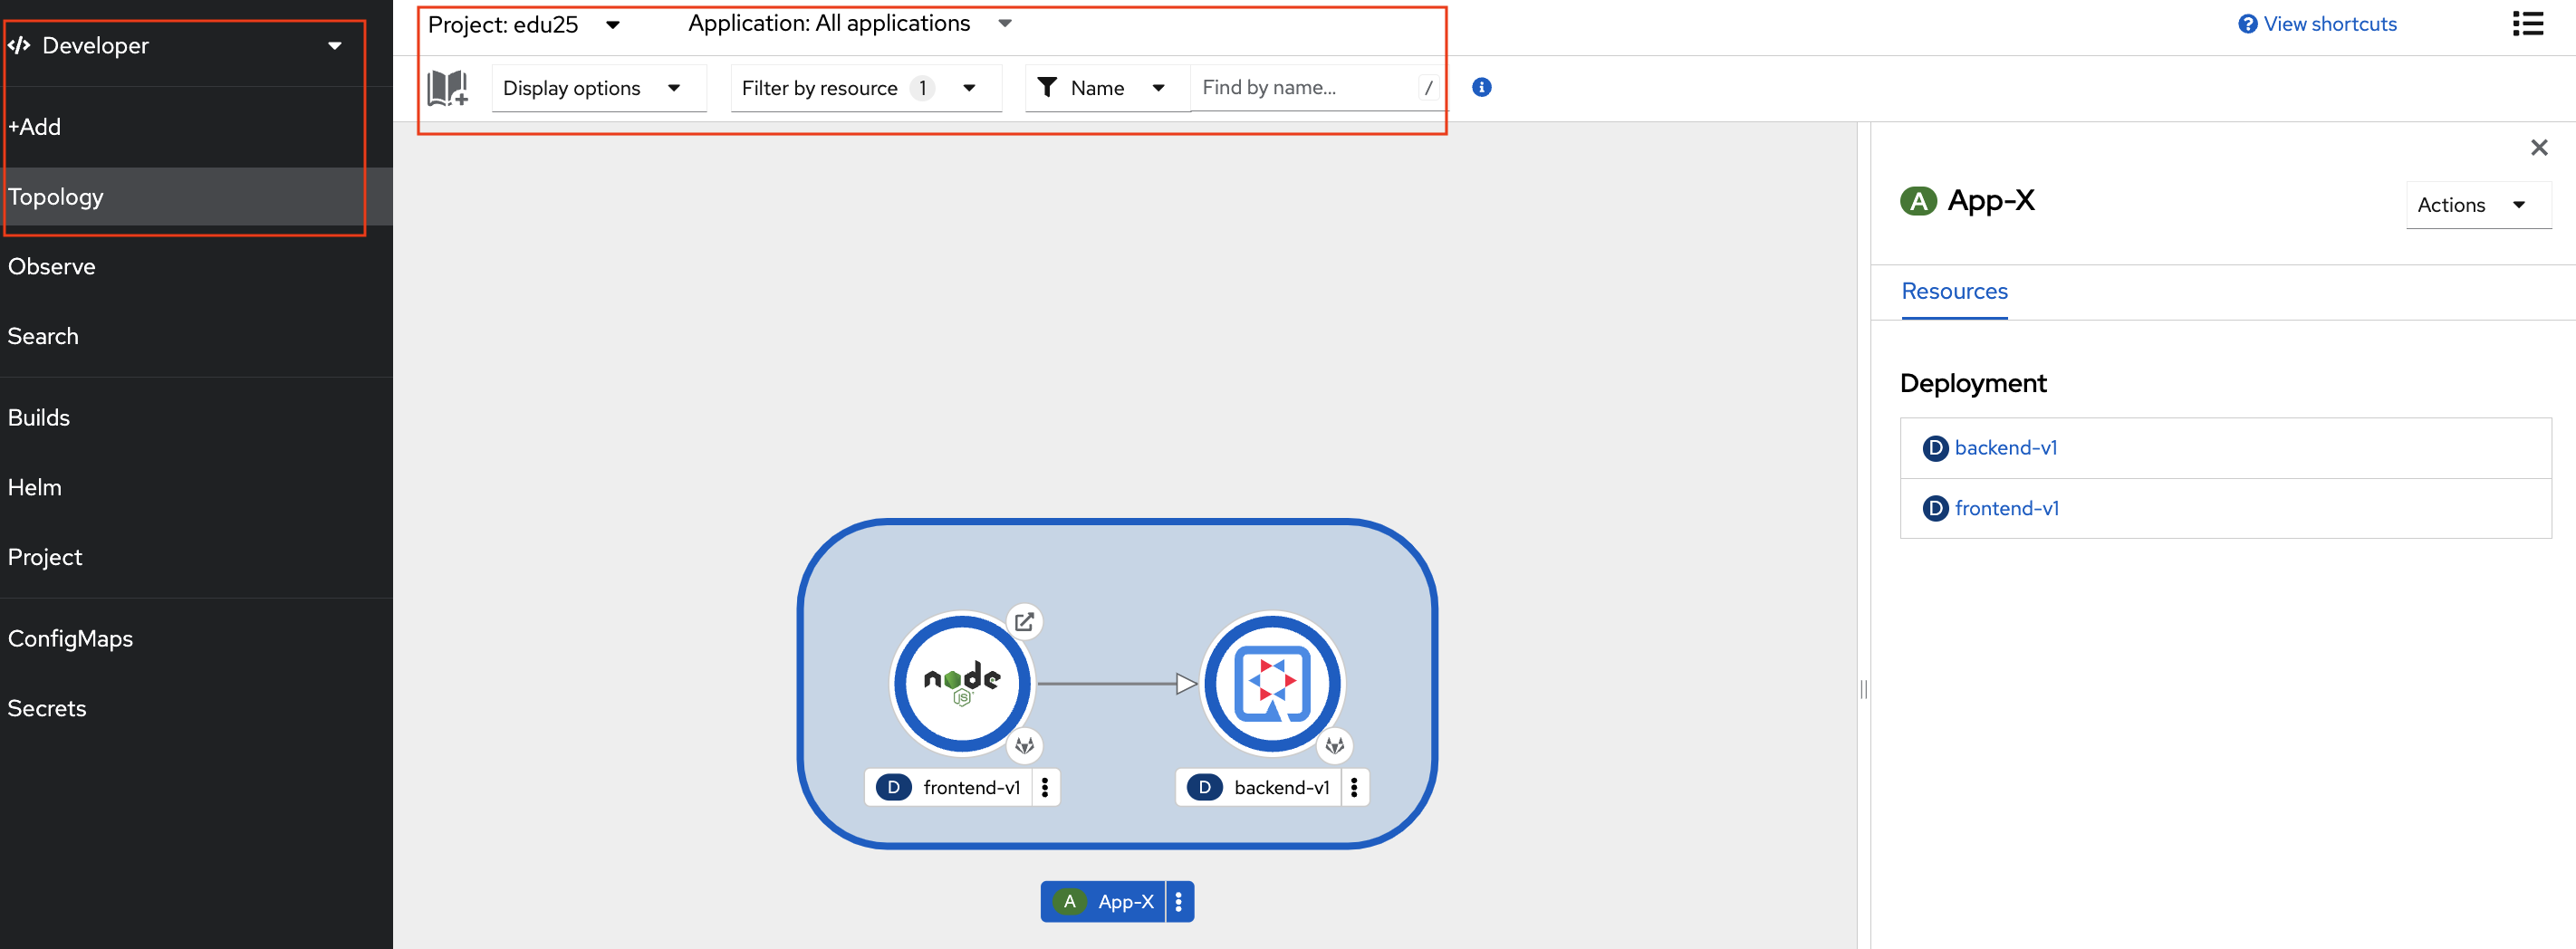 Developer
+Add
Topology
Observe
Search
Builds
Helm
Project
ConfigMaps
Secrets
Project: edu25 Application: All applications
View shortcuts
Display options Filter by resource 1 Name Find by name... /
A App-X
Actions
Resources
Deployment
D backend-v1
D frontend-v1
node
JS
D frontend-v1
D backend-v1
A App-X